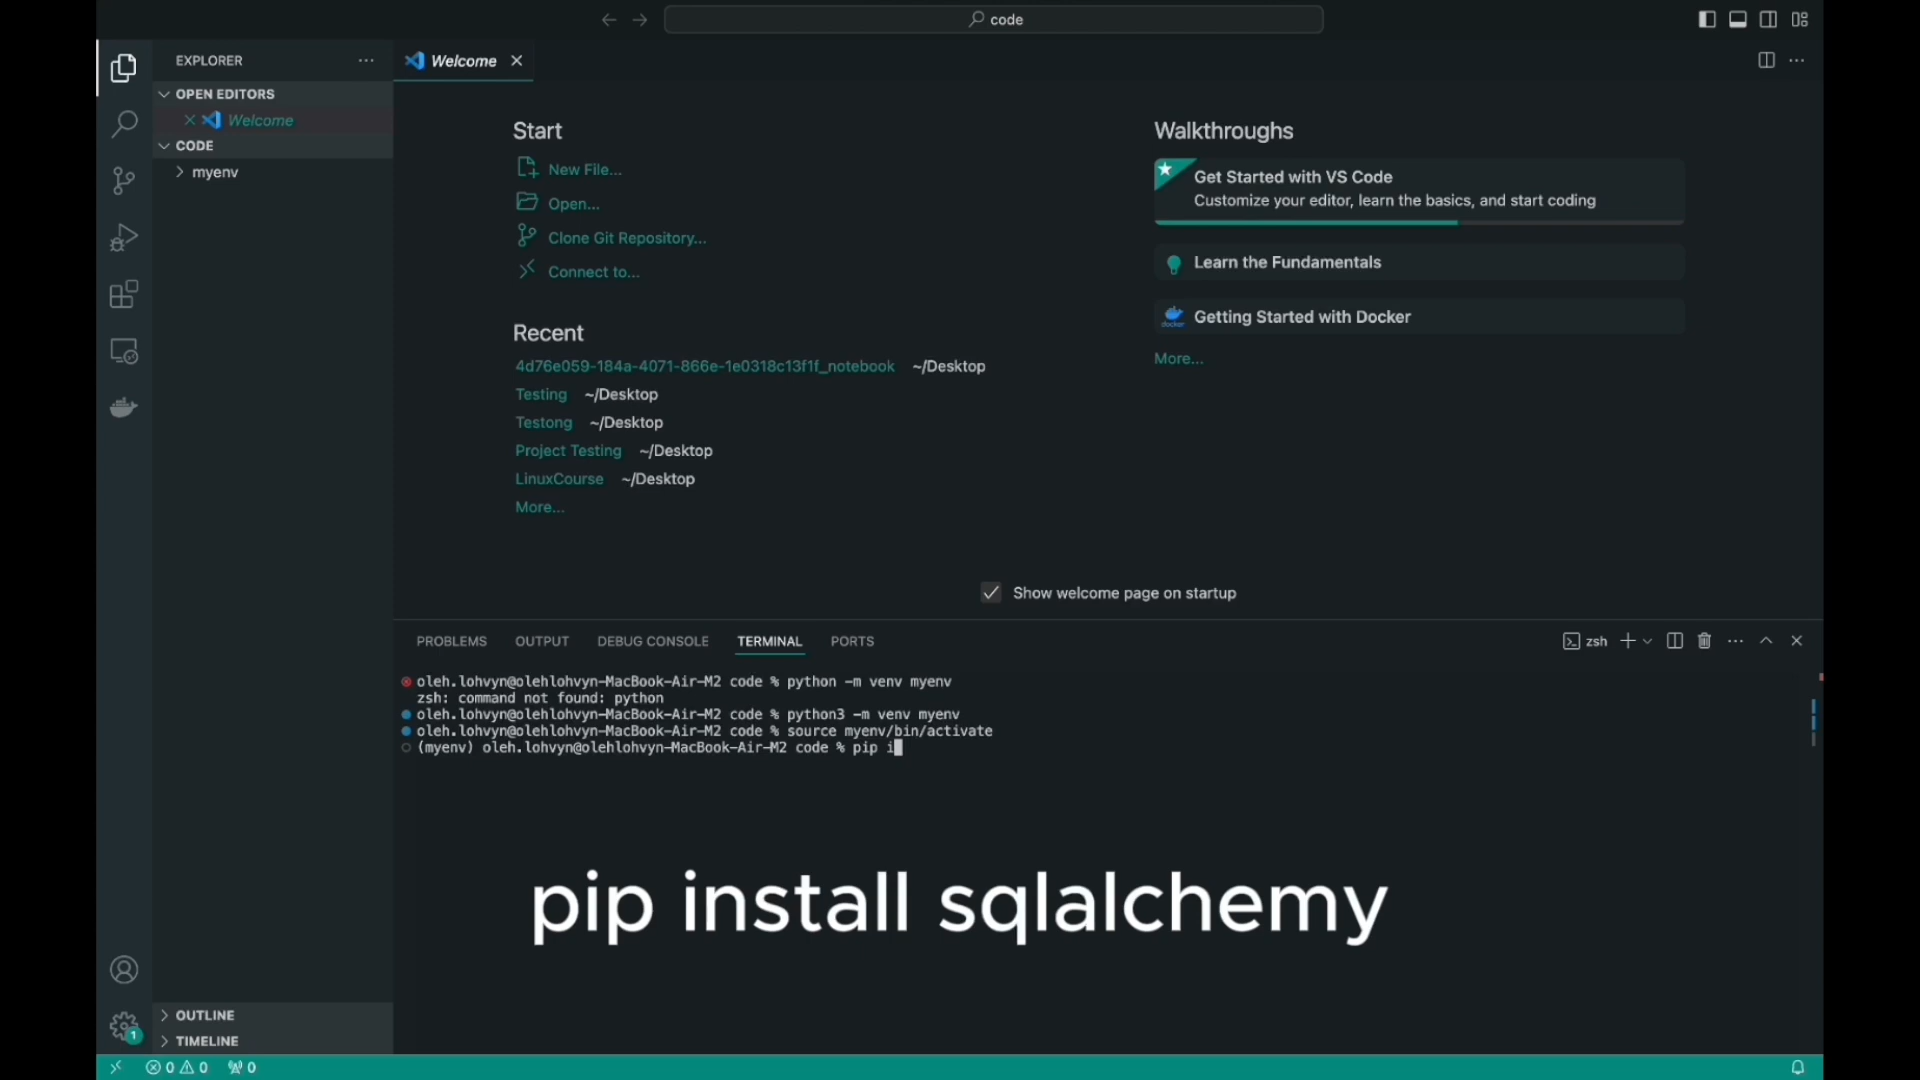 code
EXPLORER
OPEN EDITORS
Welcome
CODE
myenv
Welcome
Start
New File...
Open...
Clone Git Repository...
Connect to...
Recent
4d76e059-184a-4071-866e-1e0318c13f1f_notebook ~/Desktop
Testing ~/Desktop
Testong ~/Desktop
Project Testing ~/Desktop
LinuxCourse ~/Desktop
More...
Walkthroughs
Get Started with VS Code
Customize your editor, learn the basics, and start coding
Learn the Fundamentals
docker
Getting Started with Docker
More...
Show welcome page on startup
PROBLEMS OUTPUT DEBUG CONSOLE TERMINAL PORTS
zsh
oleh.lohvyn@olehlohvyn-MacBook-Air-M2 code % python -m venv myenv
zsh: command not found: python
oleh.lohvyn@olehlohvyn-MacBook-Air-M2 code % python3 -m venv myenv
oleh.lohvyn@olehlohvyn-MacBook-Air-M2 code % source myenv/bin/activate
(myenv) oleh.lohvyn@olehlohvyn-MacBook-Air-M2 code % pip i
pip install sqlalchemy
OUTLINE
TIMELINE
1
0 0 0